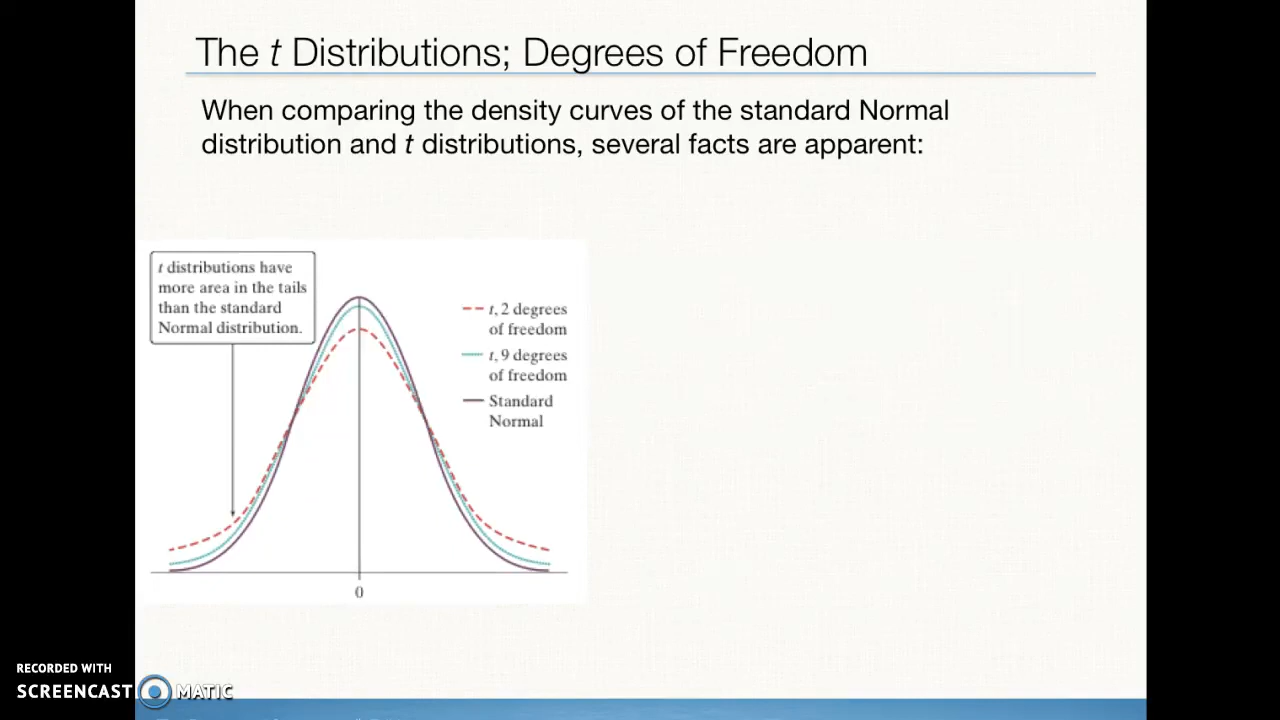 The t Distributions; Degrees of Freedom
When comparing the density curves of the standard Normal
distribution and t distributions, several facts are apparent:
t distributions have
more area in the tails
than the standard
Normal distribution.
t, 2 degrees
of freedom
t, 9 degrees
of freedom
Standard
Normal
0
RECORDED WITH
SCREENCAST MATIC